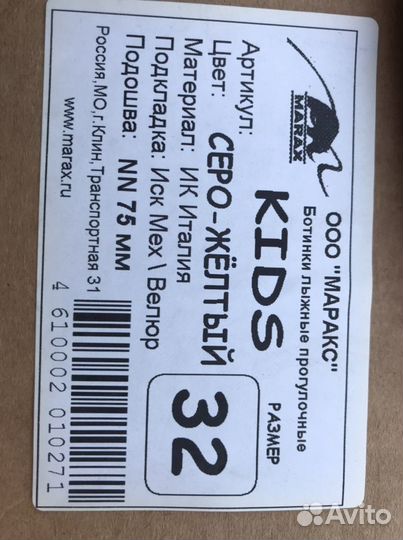 MARAX
ООО "МАРАКС"
Ботинки лыжные прогулочные
Артикул: KIDS
Цвет: СЕРО-ЖЁЛТЫЙ
Материал: ИК Италия
Подкладка: Иск Мех \ Велюр
Подошва: NN 75 мм
Россия,МО,г.Клин,Транспортная 31
www.marax.ru
РАЗМЕР
32
4 610002 010271
Avito